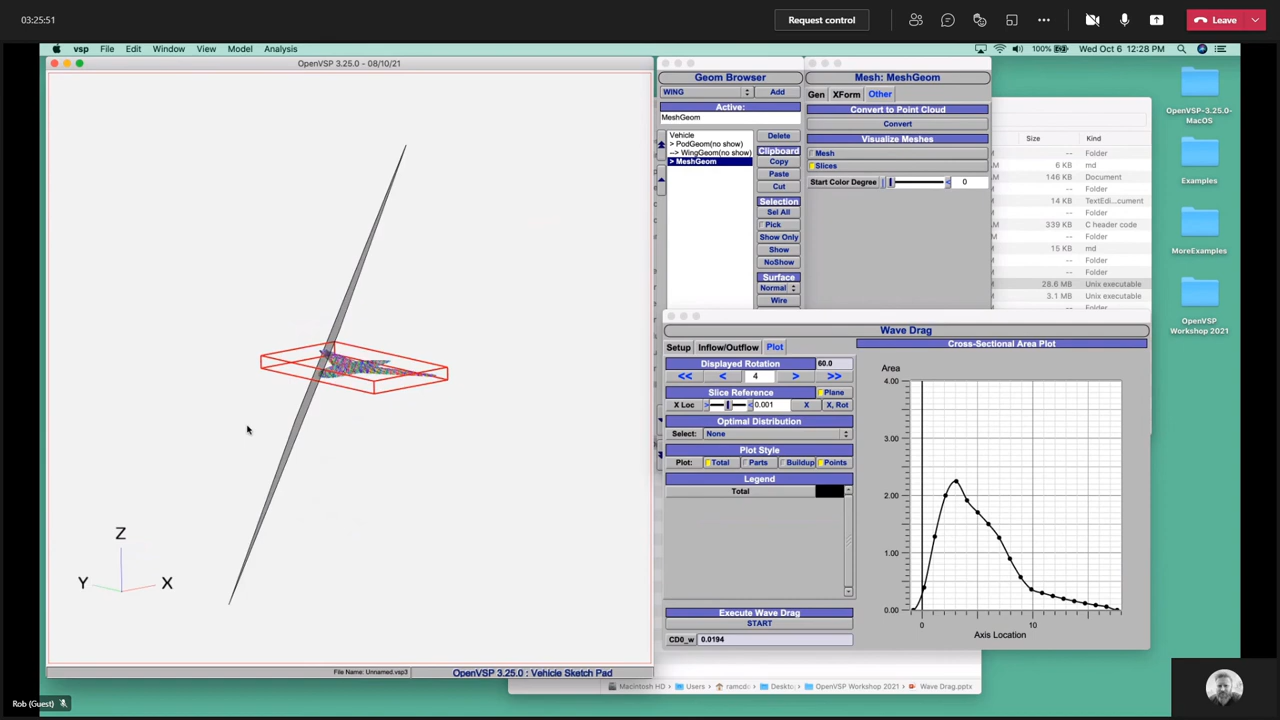 03:25:51
Request control
Leave
vsp File Edit Window View Model Analysis
100% Wed Oct 6 12:28 PM
OpenVSP 3.25.0 - 08/10/21
Z
Y
X
File Name: Unnamed.vsp3
OpenVSP 3.25.0 : Vehicle Sketch Pad
Geom Browser
WING
Add
Active:
MeshGeom
Vehicle
> PodGeom(no show)
--> WingGeom(no show)
> MeshGeom
Delete
Clipboard
Copy
Paste
Cut
Selection
Sel All
Pick
Show Only
Show
NoShow
Surface
Normal
Wire
Mesh: MeshGeom
Gen XForm Other
Convert to Point Cloud
Convert
Visualize Meshes
Mesh
Slices
Start Color Degree 0
Size Kind
-- Folder
6 KB md
146 KB Document
-- Folder
14 KB TextEdi...cument
-- Folder
339 KB C header code
-- Folder
15 KB md
-- Folder
-- Folder
28.6 MB Unix executable
3.1 MB Unix executable
OpenVSP-3.25.0-MacOS
Examples
MoreExamples
OpenVSP Workshop 2021
Wave Drag
Setup Inflow/Outflow Plot
Displayed Rotation 60.0
<< < 4 > >>
Slice Reference Plane
X Loc > < 0.001 X X, Rot
Optimal Distribution
Select: None
Plot Style
Plot: Total Parts Buildup Points
Legend
Total
Execute Wave Drag
START
CD0_w 0.0194
Cross-Sectional Area Plot
Area
4.00
3.00
2.00
1.00
0.00
0 10
Axis Location
Macintosh HD > Users > ramcdo > Desktop > OpenVSP Workshop 2021 > Wave Drag.pptx
Rob (Guest)